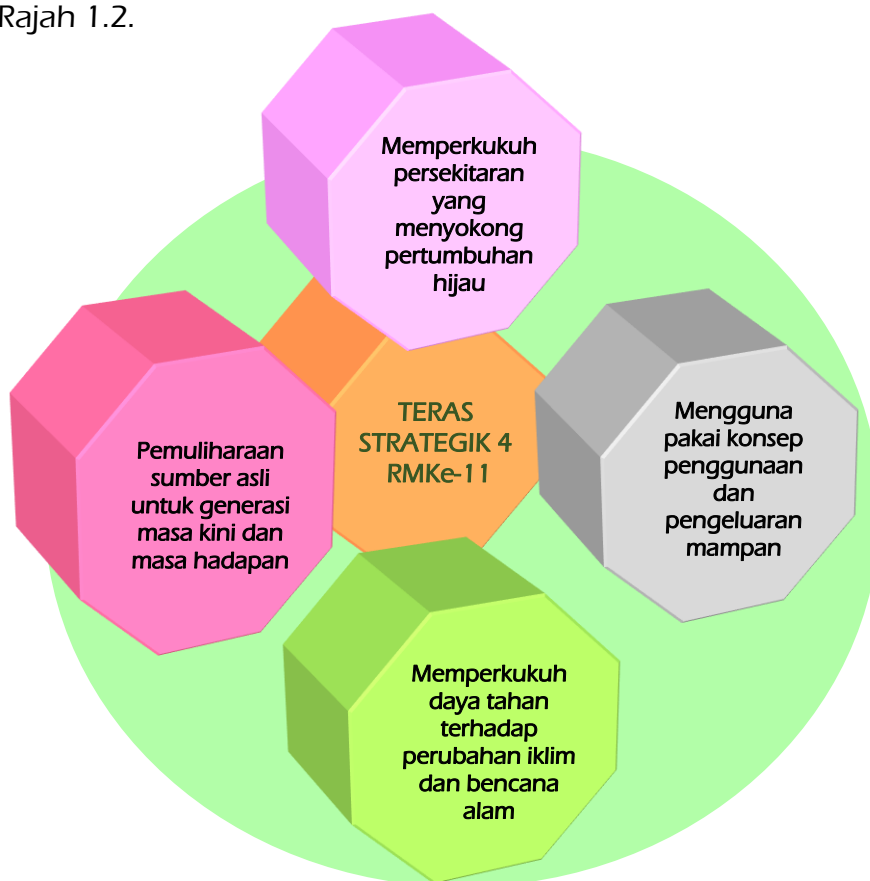 Rajah 1.2.
Memperkukuh
persekitaran
yang
menyokong
pertumbuhan
hijau
TERAS
STRATEGIK 4
RMKe-11
Mengguna
pakai konsep
penggunaan
dan
pengeluaran
mampan
Pemuliharaan
sumber asli
untuk generasi
masa kini dan
masa hadapan
Memperkukuh
daya tahan
terhadap
perubahan iklim
dan bencana
alam